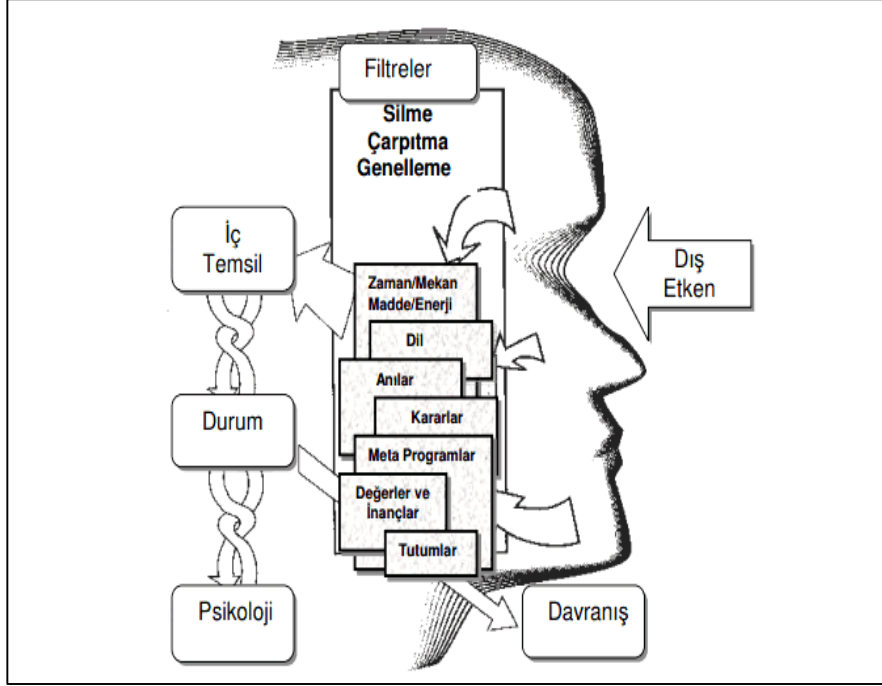 Filtreler
Silme
Çarpıtma
Genelleme
İç
Temsil
Dış
Etken
Zaman/Mekan
Madde/Enerji
Dil
Anılar
Kararlar
Durum
Meta Programlar
Değerler ve
İnançlar
Tutumlar
Psikoloji
Davranış